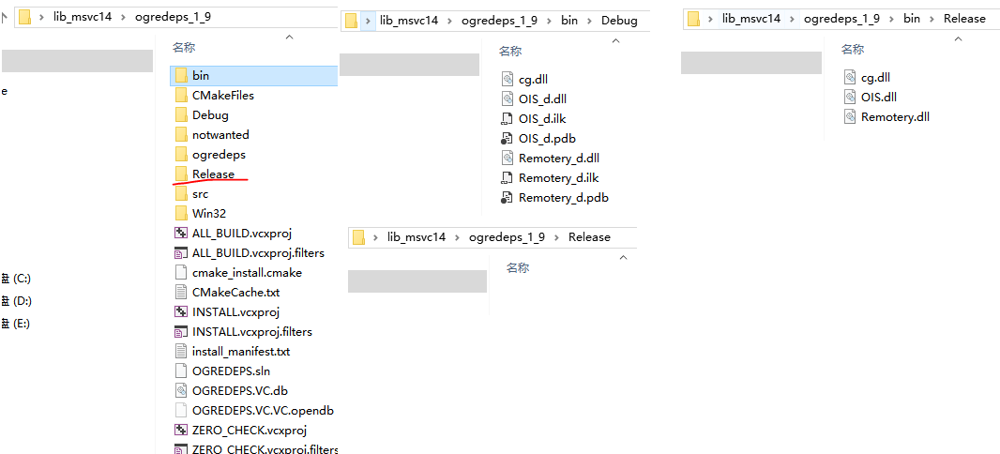 lib_msvc14 > ogredeps_1_9
名称
bin
CMakeFiles
Debug
notwanted
ogredeps
Release
src
Win32
ALL_BUILD.vcxproj
ALL_BUILD.vcxproj.filters
cmake_install.cmake
CMakeCache.txt
INSTALL.vcxproj
INSTALL.vcxproj.filters
install_manifest.txt
OGREDEPS.sln
OGREDEPS.VC.db
OGREDEPS.VC.VC.opendb
ZERO_CHECK.vcxproj
ZERO_CHECK.vcxproj.filters
e
(C:)
(D:)
(E:)
lib_msvc14 > ogredeps_1_9 > bin > Debug
名称
cg.dll
OIS_d.dll
OIS_d.ilk
OIS_d.pdb
Remotery_d.dll
Remotery_d.ilk
Remotery_d.pdb
lib_msvc14 > ogredeps_1_9 > Release
名称
lib_msvc14 > ogredeps_1_9 > bin > Release
名称
cg.dll
OIS.dll
Remotery.dll